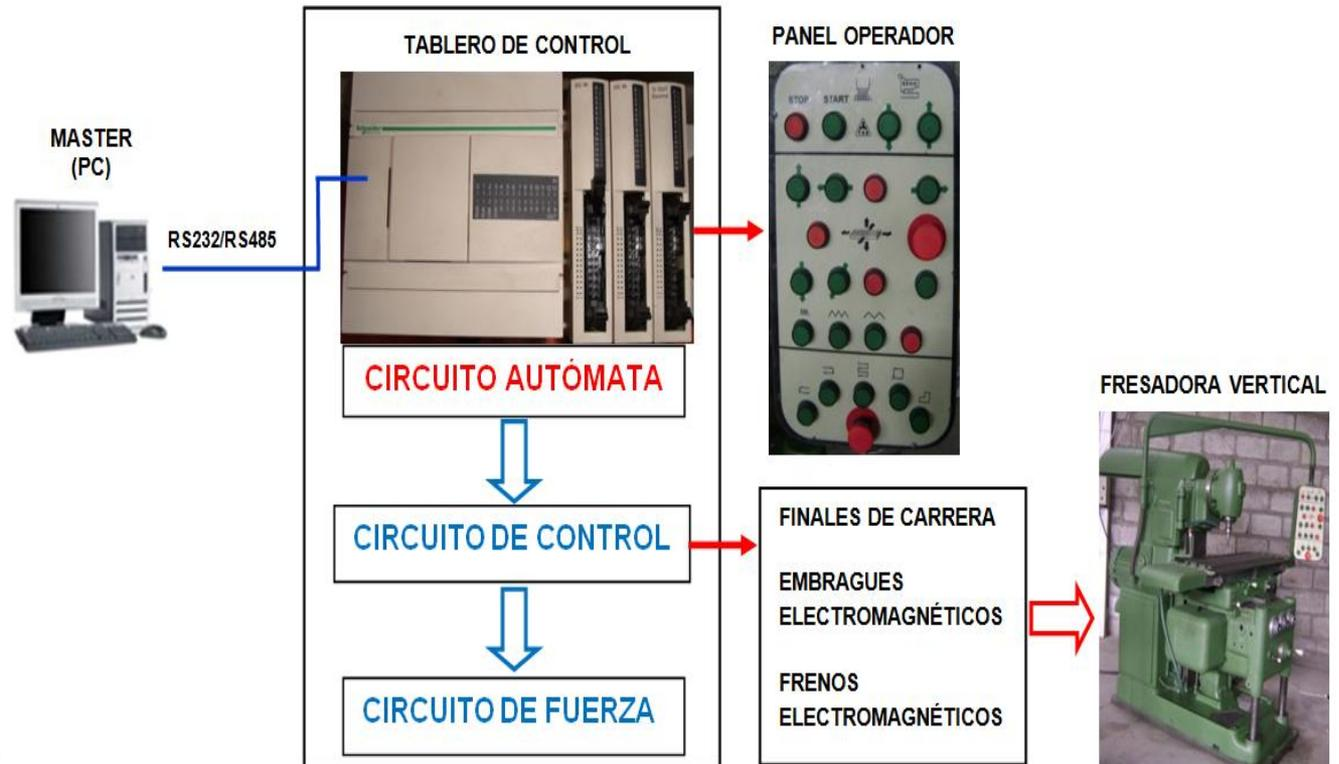 TABLERO DE CONTROL
PANEL OPERADOR
MASTER
(PC)
RS232/RS485
STOP START
CIRCUITO AUTÓMATA
CIRCUITO DE CONTROL
CIRCUITO DE FUERZA
FINALES DE CARRERA
EMBRAGUES
ELECTROMAGNÉTICOS
FRENOS
ELECTROMAGNÉTICOS
FRESADORA VERTICAL